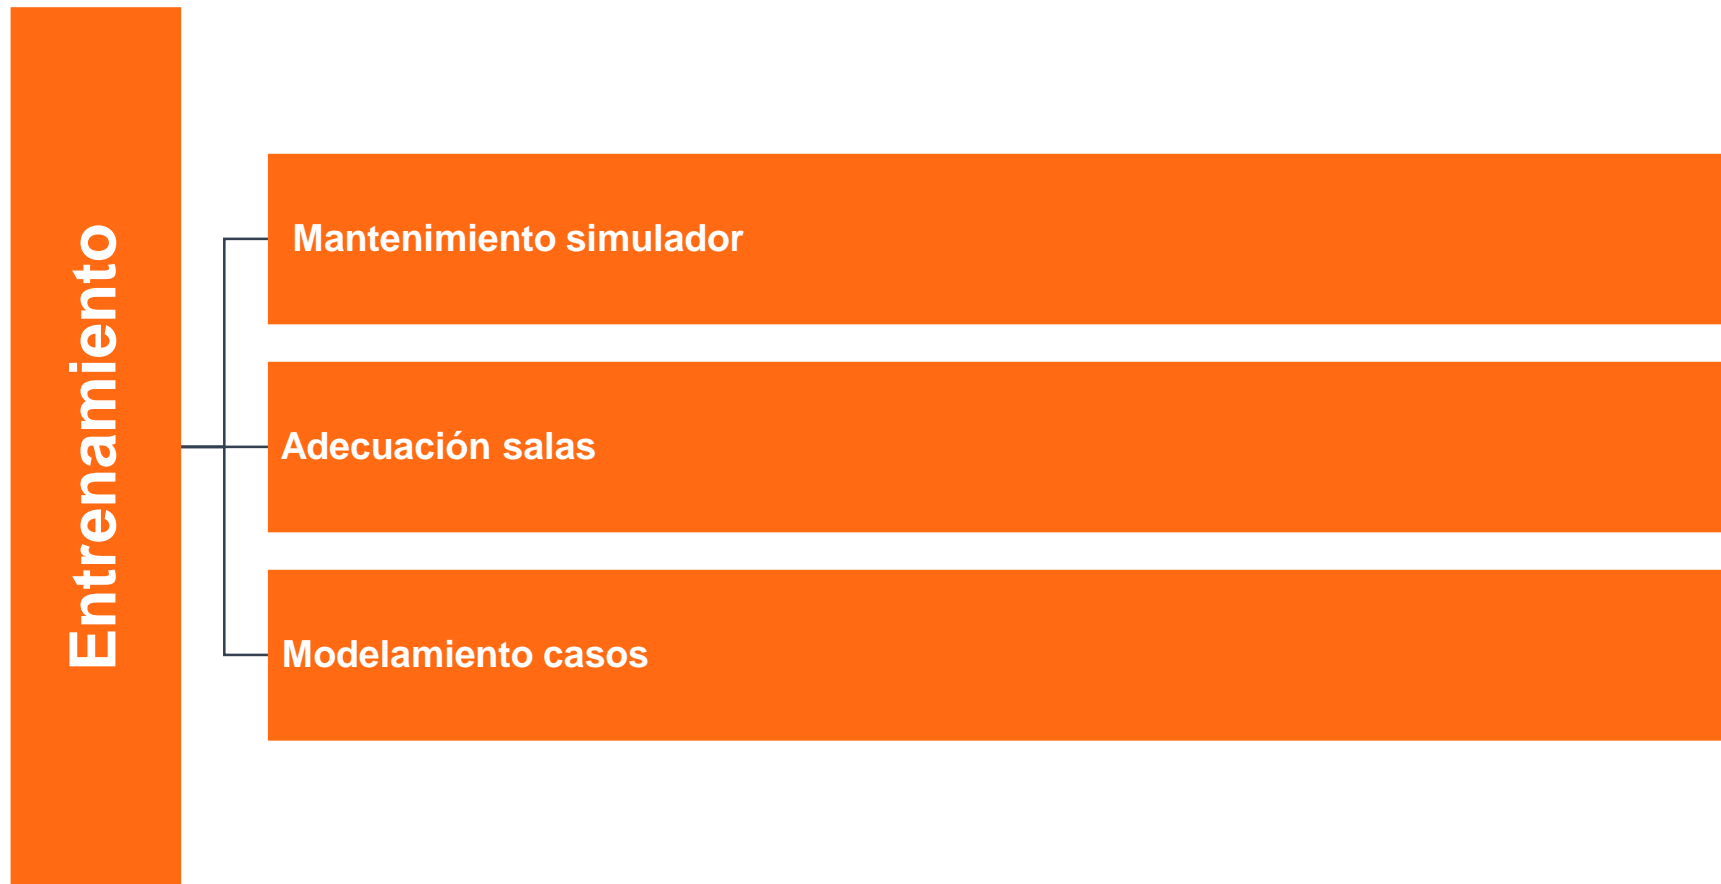 Entrenamiento
Mantenimiento simulador
Adecuación salas
Modelamiento casos